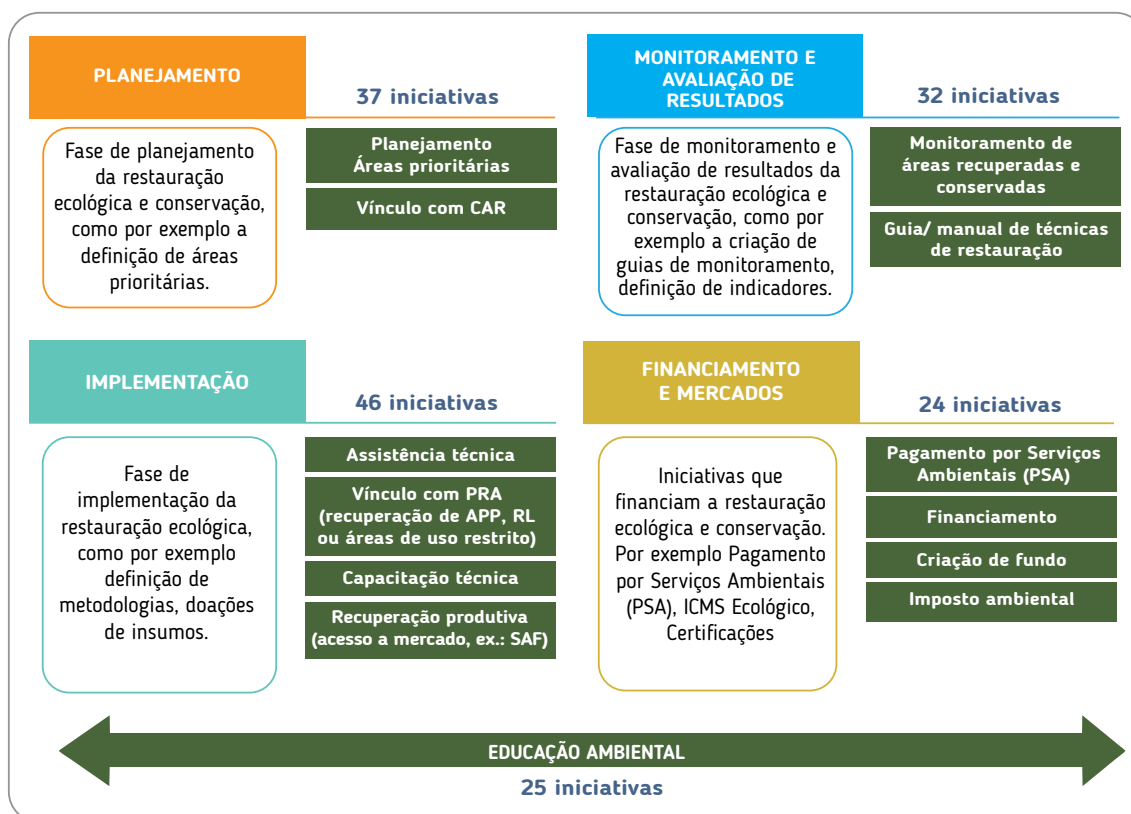 PLANEJAMENTO
37 iniciativas
Fase de planejamento
da restauração
ecológica e conservação,
como por exemplo a
definição de áreas
prioritárias.
Planejamento
Áreas prioritárias
Vínculo com CAR
MONITORAMENTO E
AVALIAÇÃO DE
RESULTADOS
32 iniciativas
Fase de monitoramento e
avaliação de resultados da
restauração ecológica e
conservação, como por
exemplo a criação de
guias de monitoramento,
definição de indicadores.
Monitoramento de
áreas recuperadas e
conservadas
Guia/ manual de técnicas
de restauração
IMPLEMENTAÇÃO
46 iniciativas
Fase de
implementação da
restauração ecológica,
como por exemplo
definição de
metodologias, doações
de insumos.
Assistência técnica
Vínculo com PRA
(recuperação de APP, RL
ou áreas de uso restrito)
Capacitação técnica
Recuperação produtiva
(acesso a mercado, ex.: SAF)
FINANCIAMENTO
E MERCADOS
24 iniciativas
Iniciativas que
financiam a restauração
ecológica e conservação.
Por exemplo Pagamento
por Serviços Ambientais
(PSA), ICMS Ecológico,
Certificações
Pagamento por Serviços
Ambientais (PSA)
Financiamento
Criação de fundo
Imposto ambiental
EDUCAÇÃO AMBIENTAL
25 iniciativas